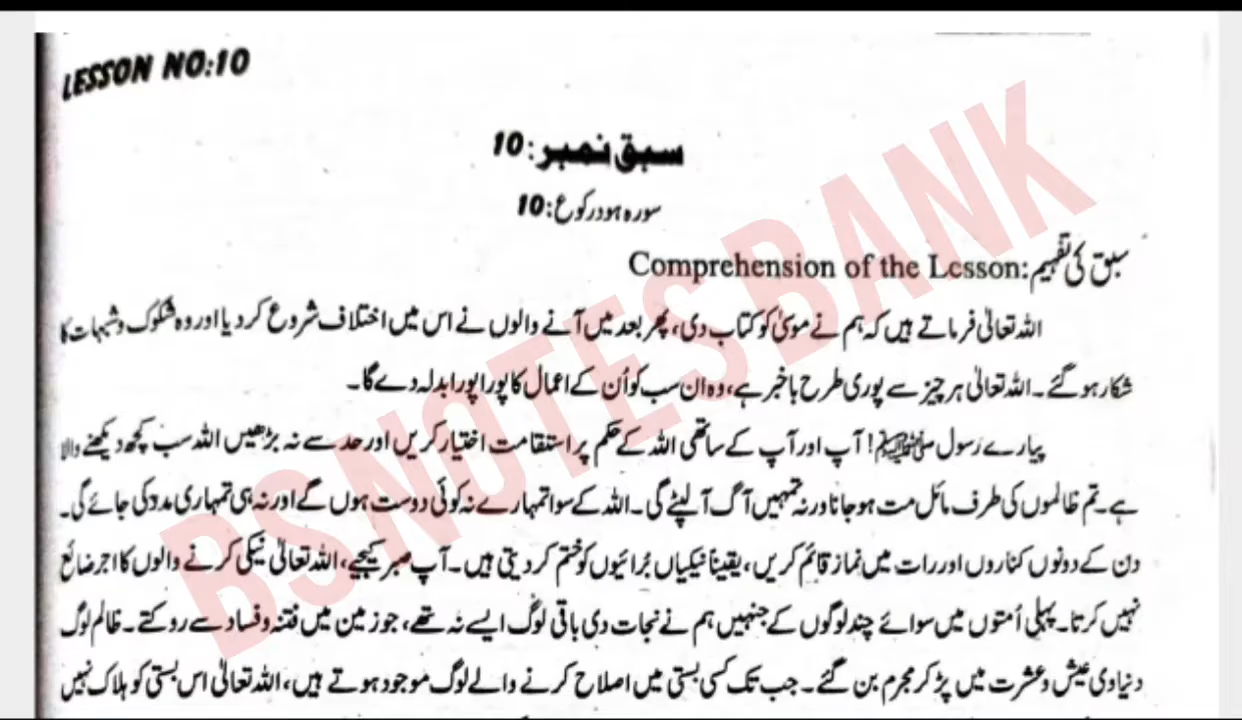 LESSON NO:10
سبق نمبر: 10
سورہ ہود رکوع: 10
سبق کی تفہیم: Comprehension of the Lesson
اللہ تعالیٰ فرماتے ہیں کہ ہم نے موسیٰ کو کتاب دی، پھر بعد میں آنے والوں نے اس میں اختلاف شروع کر دیا اور وہ شکوک و شبہات کا
شکار ہو گئے۔ اللہ تعالیٰ ہر چیز سے پوری طرح باخبر ہے، وہ ان سب کو اُن کے اعمال کا پورا پورا بدلہ دے گا۔
پیارے رسول ﷺ! آپ اور آپ کے ساتھی اللہ کے حکم پر استقامت اختیار کریں اور حد سے نہ بڑھیں اللہ سب کچھ دیکھنے والا
ہے۔ تم ظالموں کی طرف مائل مت ہو جانا ورنہ تمہیں آگ آ لپٹے گی۔ اللہ کے سوا تمہارے نہ کوئی دوست ہوں گے اور نہ ہی تمہاری مدد کی جائے گی۔
دن کے دونوں کناروں اور رات میں نماز قائم کریں، یقیناً نیکیاں بُرائیوں کو ختم کر دیتی ہیں۔ آپ صبر کیجیے، اللہ تعالیٰ نیکی کرنے والوں کا اجر ضائع
نہیں کرتا۔ پہلی اُمتوں میں سوائے چند لوگوں کے جنہیں ہم نے نجات دی باقی لوگ ایسے نہ تھے، جو زمین میں فتنہ و فساد سے روکتے۔ ظالم لوگ
دنیاوی عیش و عشرت میں پڑ کر مجرم بن گئے۔ جب تک کسی بستی میں اصلاح کرنے والے لوگ موجود ہوتے ہیں، اللہ تعالیٰ اس بستی کو ہلاک نہیں
BSNOTESBANK